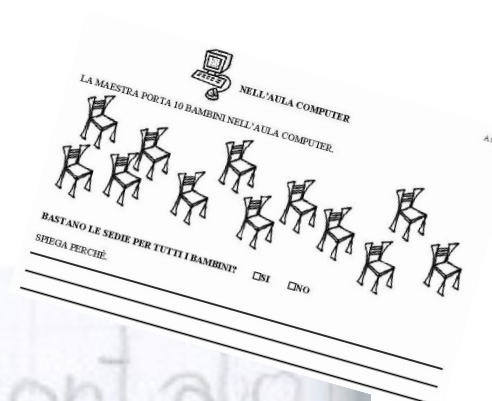 NELL'AULA COMPUTER
LA MAESTRA PORTA 10 BAMBINI NELL'AULA COMPUTER.
BASTANO LE SEDIE PER TUTTI I BAMBINI? □SI □NO
SPIEGA PERCHÈ